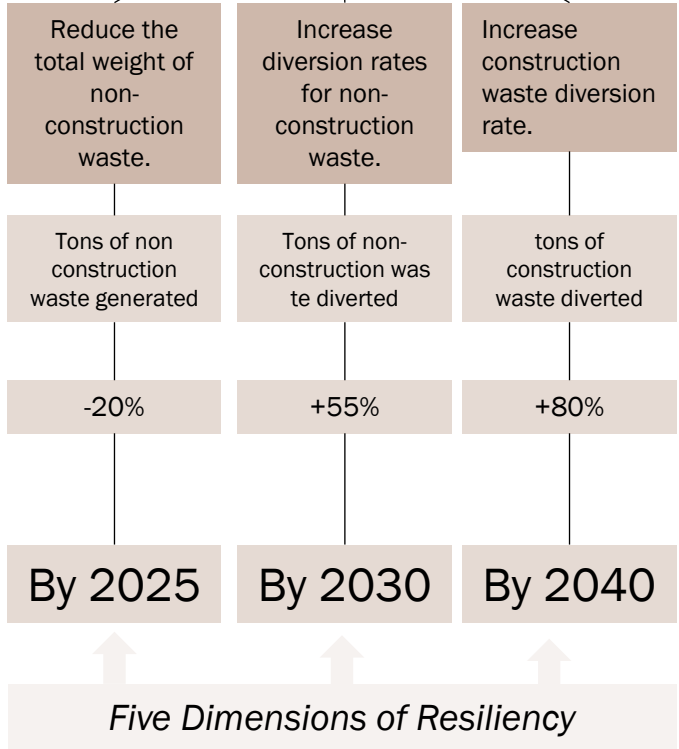 Reduce the
total weight of
non-
construction
waste.
Increase
diversion rates
for non-
construction
waste.
Increase
construction
waste diversion
rate.
Tons of non
construction
waste generated
Tons of non-
construction was
te diverted
tons of
construction
waste diverted
-20%
+55%
+80%
By 2025
By 2030
By 2040
Five Dimensions of Resiliency